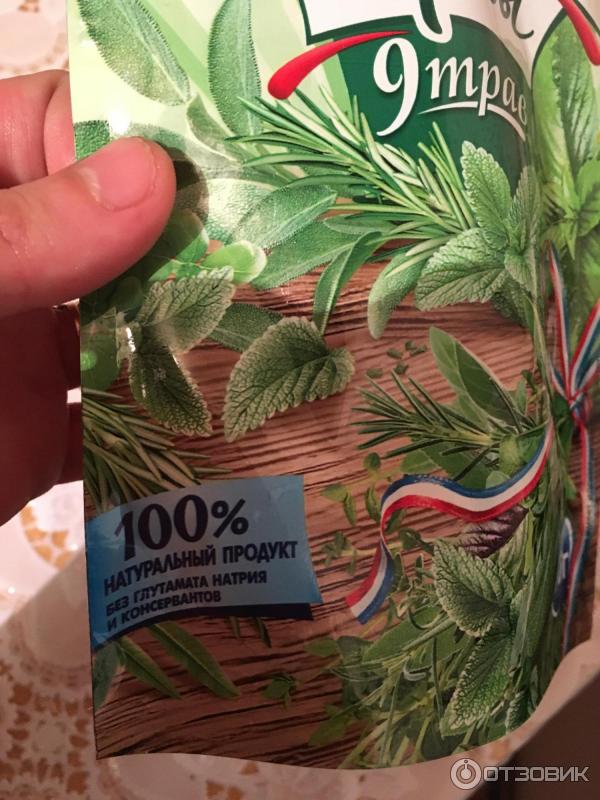 9 трав
100%
НАТУРАЛЬНЫЙ ПРОДУКТ
БЕЗ ГЛУТАМАТА НАТРИЯ
И КОНСЕРВАНТОВ
ОТЗОВИК